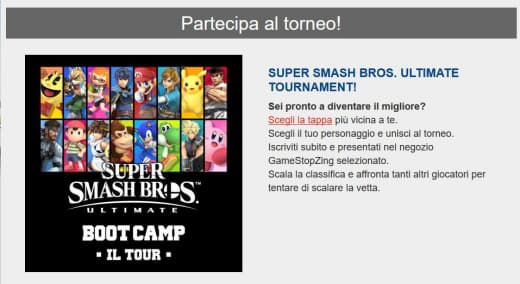 Partecipa al torneo!
SUPER SMASH BROS. ULTIMATE
TOURNAMENT!
Sei pronto a diventare il migliore?
Scegli la tappa più vicina a te.
Scegli il tuo personaggio e unisci al torneo.
Iscriviti subito e presentati nel negozio
GameStopZing selezionato.
Scala la classifica e affronta tanti altri giocatori per
tentare di scalare la vetta.
SUPER
SMASH BROS.™
ULTIMATE
BOOT CAMP
▪ IL TOUR ▪